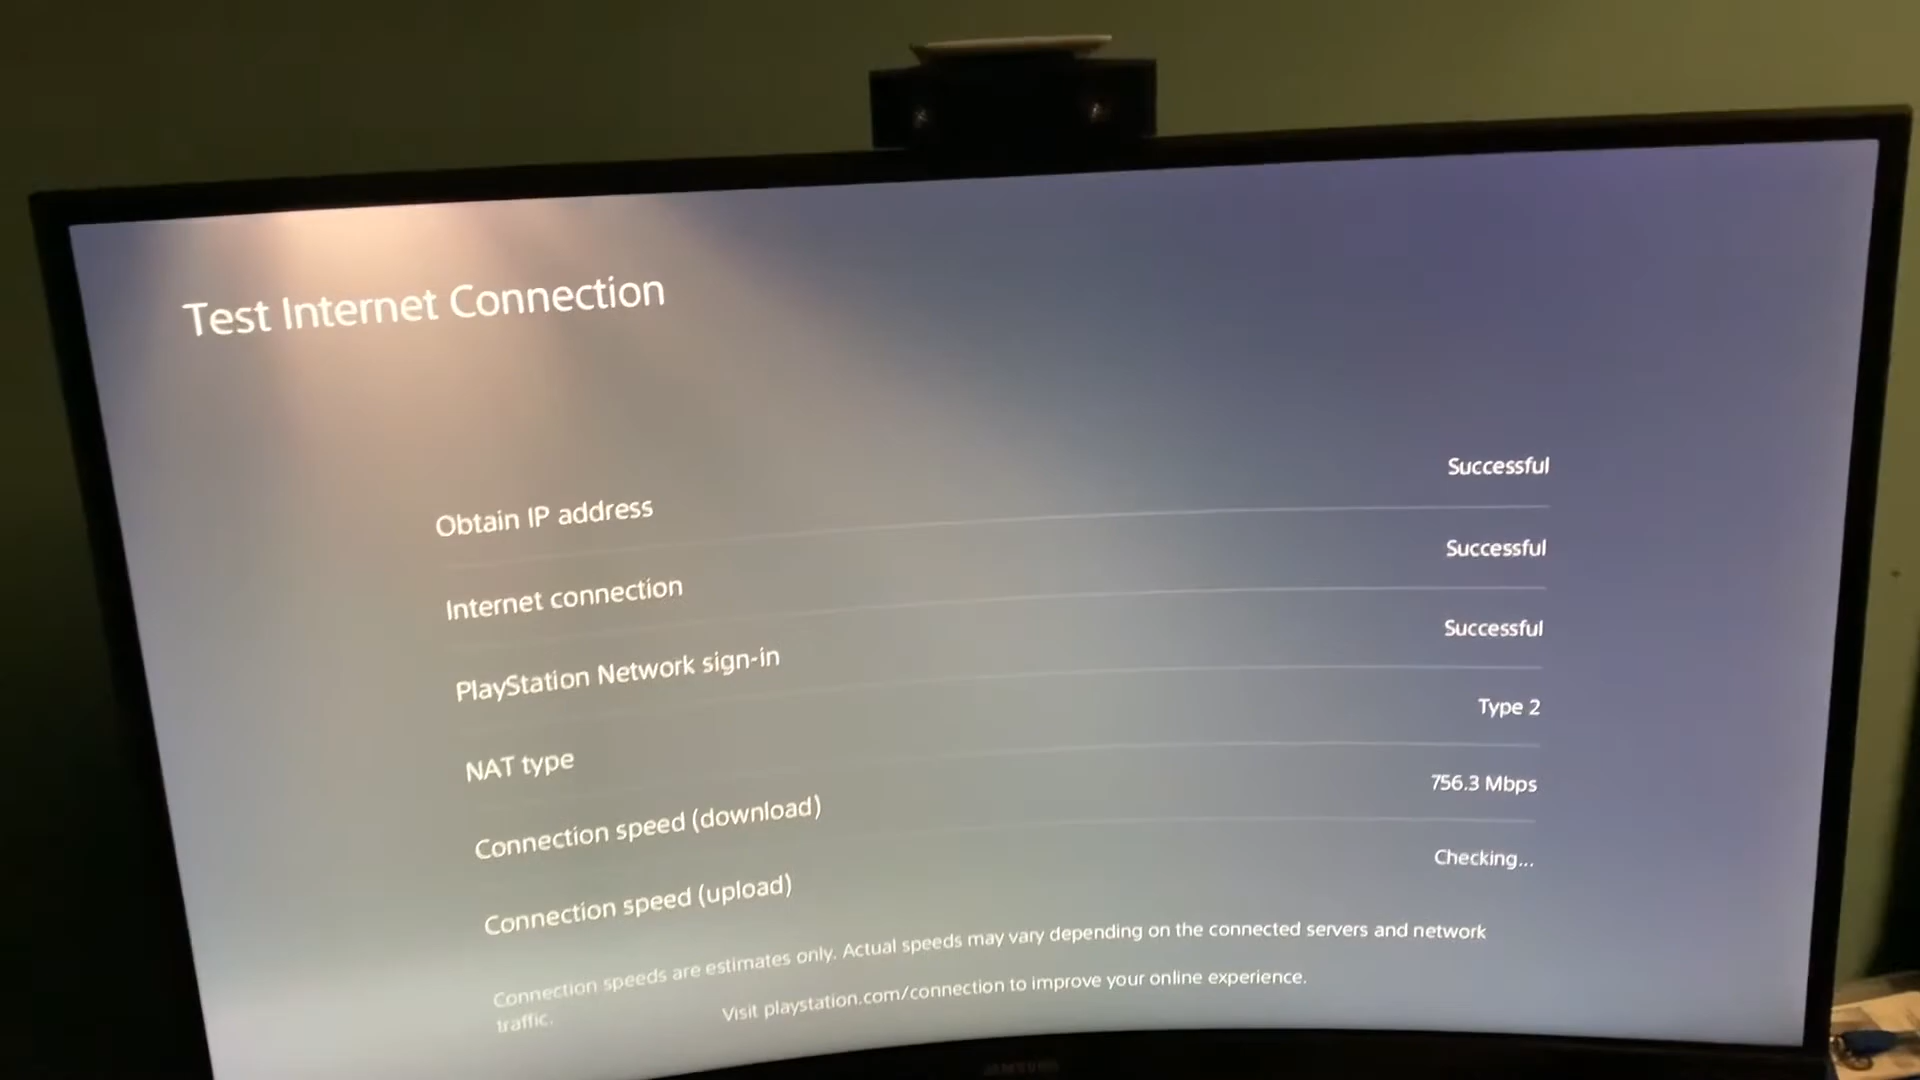 Test Internet Connection
Obtain IP address Successful
Internet connection Successful
PlayStation Network sign-in Successful
NAT type Type 2
Connection speed (download) 756.3 Mbps
Connection speed (upload) Checking...
Connection speeds are estimates only. Actual speeds may vary depending on the connected servers and network
traffic.
Visit playstation.com/connection to improve your online experience.
SAMSUNG